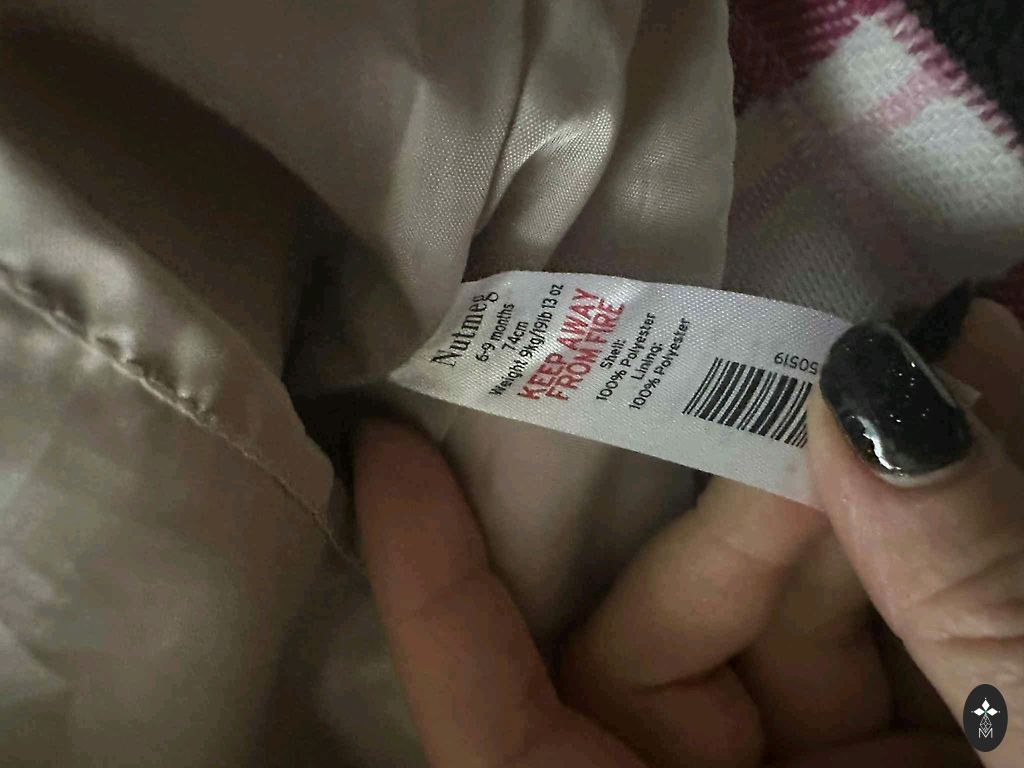 Nutmeg
6-9 months
74cm
Weight 9kg/19lb 13 oz
KEEP AWAY
FROM FIRE
Shell:
100% Polyester
Lining:
100% Polyester
50519
M